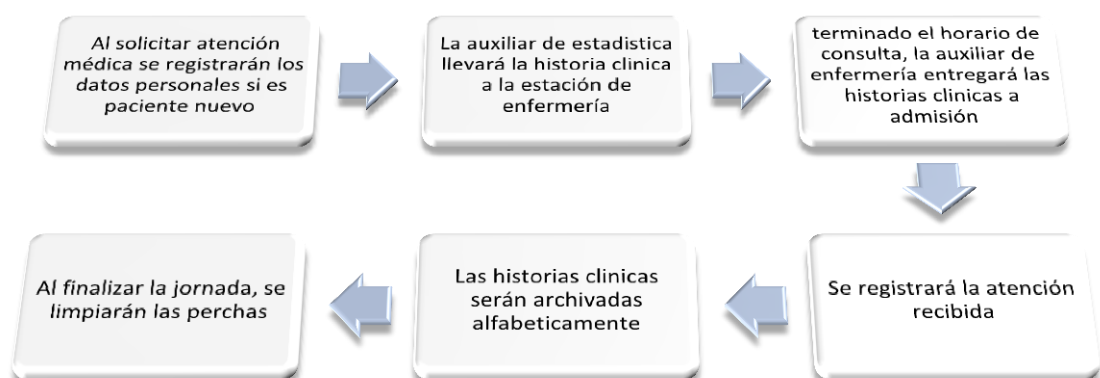 Al solicitar atención
médica se registrarán los
datos personales si es
paciente nuevo
La auxiliar de estadistica
llevará la historia clinica
a la estación de
enfermería
terminado el horario de
consulta, la auxiliar de
enfermería entregará las
historias clinicas a
admisión
Se registrará la atención
recibida
Las historias clinicas
serán archivadas
alfabeticamente
Al finalizar la jornada, se
limpiarán las perchas